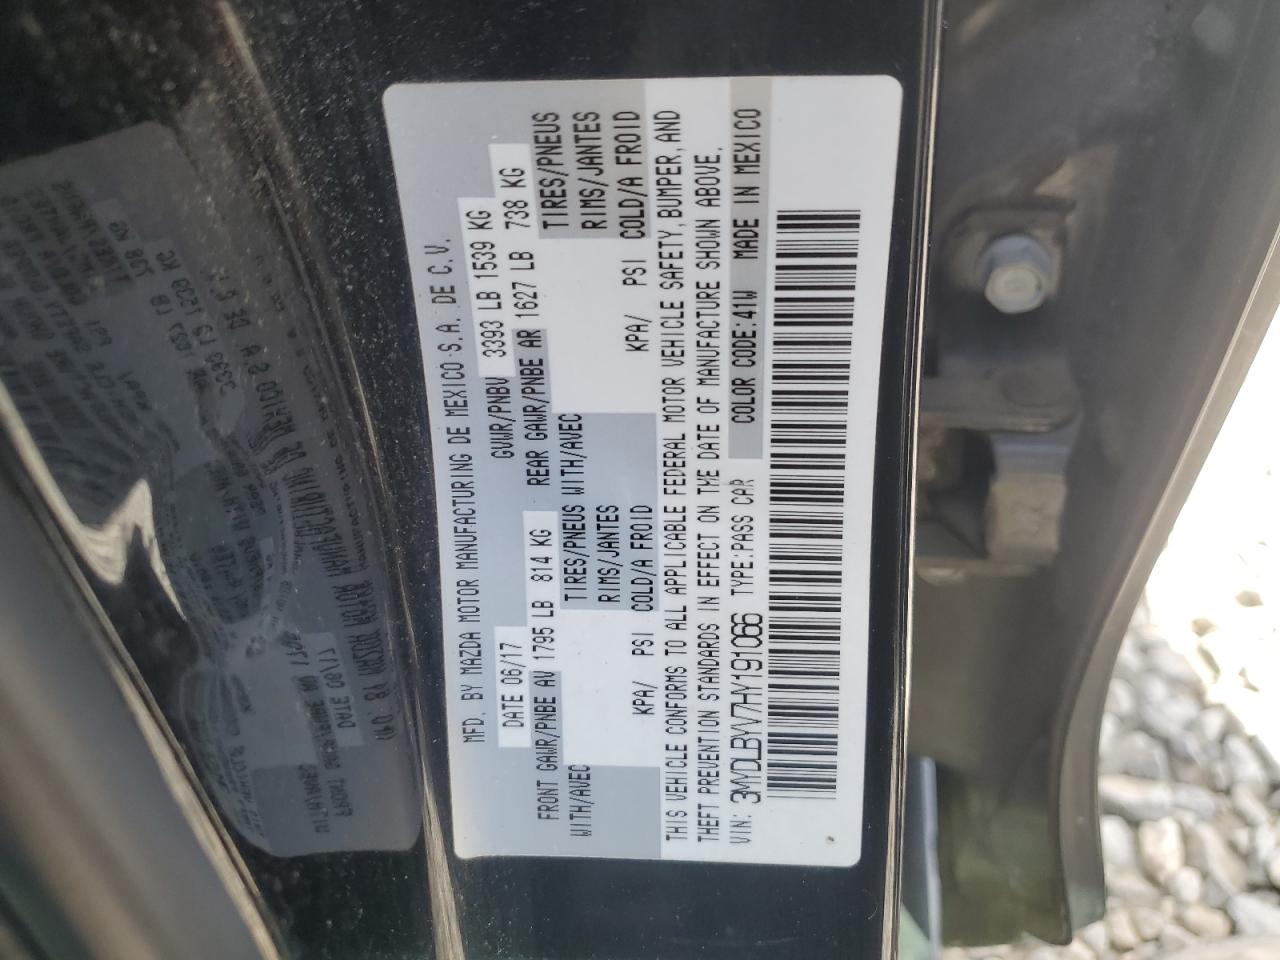 MFD. BY MAZDA MOTOR MANUFACTURING DE MEXICO S.A. DE C.V.
DATE 06/17 GVWR/PNBV 3393 LB 1539 KG
FRONT GAWR/PNBE AV 1795 LB 814 KG REAR GAWR/PNBE AR 1627 LB 738 KG
WITH/AVEC TIRES/PNEUS WITH/AVEC TIRES/PNEUS
RIMS/JANTES RIMS/JANTES
KPA/ PSI COLD/A FROID KPA/ PSI COLD/A FROID
THIS VEHICLE CONFORMS TO ALL APPLICABLE FEDERAL MOTOR VEHICLE SAFETY, BUMPER, AND
THEFT PREVENTION STANDARDS IN EFFECT ON THE DATE OF MANUFACTURE SHOWN ABOVE.
VIN: 3MYDLBYV7HY191066 TYPE:PASS CAR COLOR CODE:41W MADE IN MEXICO